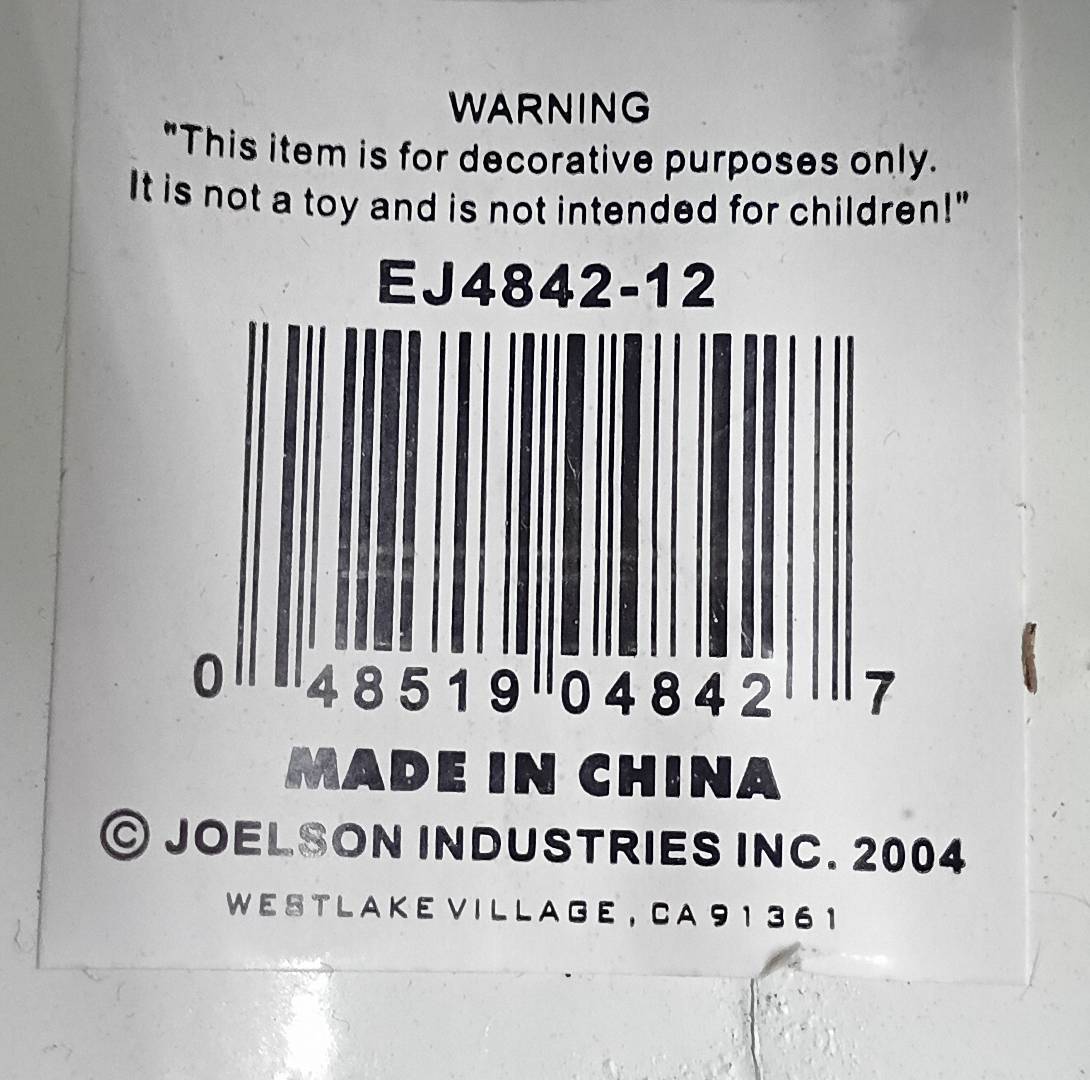 WARNING
"This item is for decorative purposes only.
It is not a toy and is not intended for children!"
EJ4842-12
0 48519 04842 7
MADE IN CHINA
© JOELSON INDUSTRIES INC. 2004
WESTLAKE VILLAGE, CA 91361